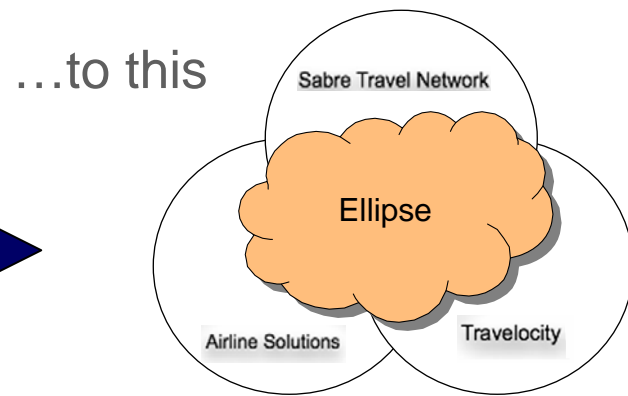 …to this
Sabre Travel Network
Ellipse
Airline Solutions
Travelocity